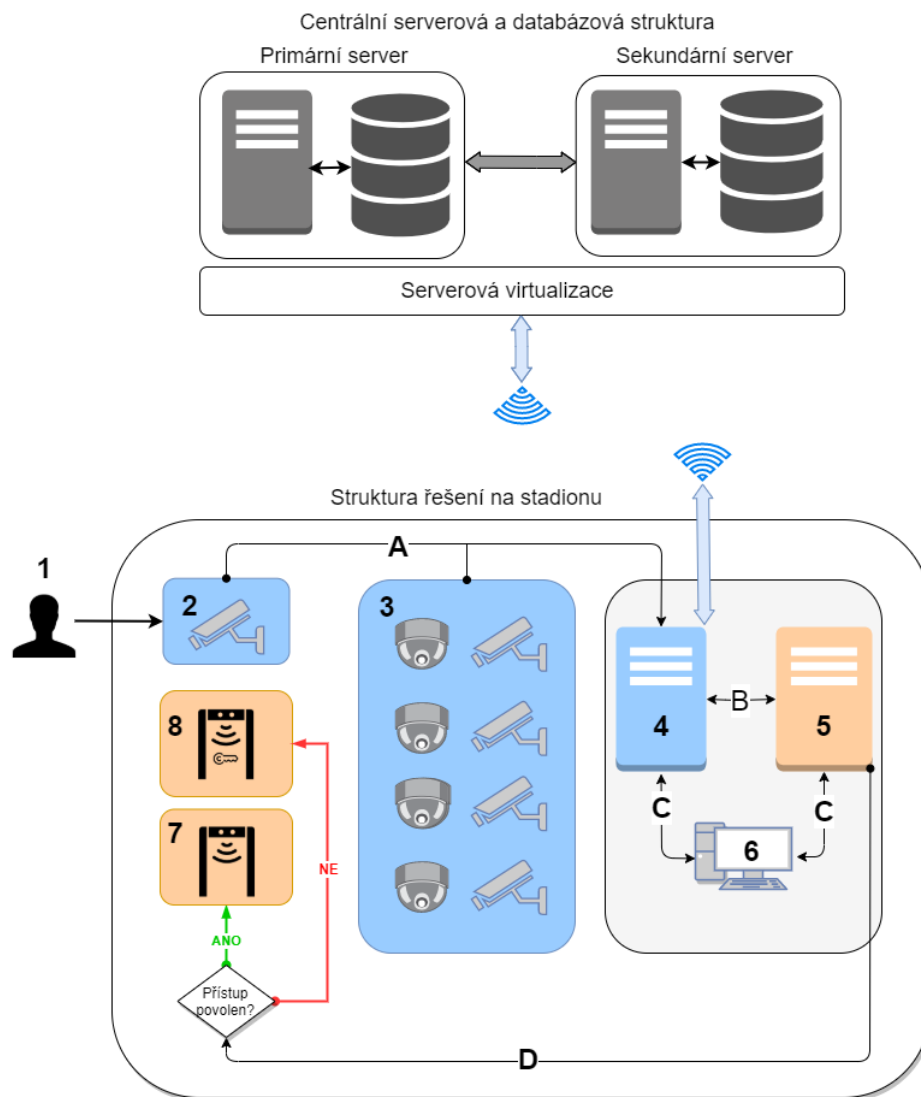 Centrální serverová a databázová struktura
Primární server
Sekundární server
Serverová virtualizace
Struktura řešení na stadionu
A
1
2
3
4
B
5
8
C
C
6
7
NE
ANO
Přístup
povolen?
D